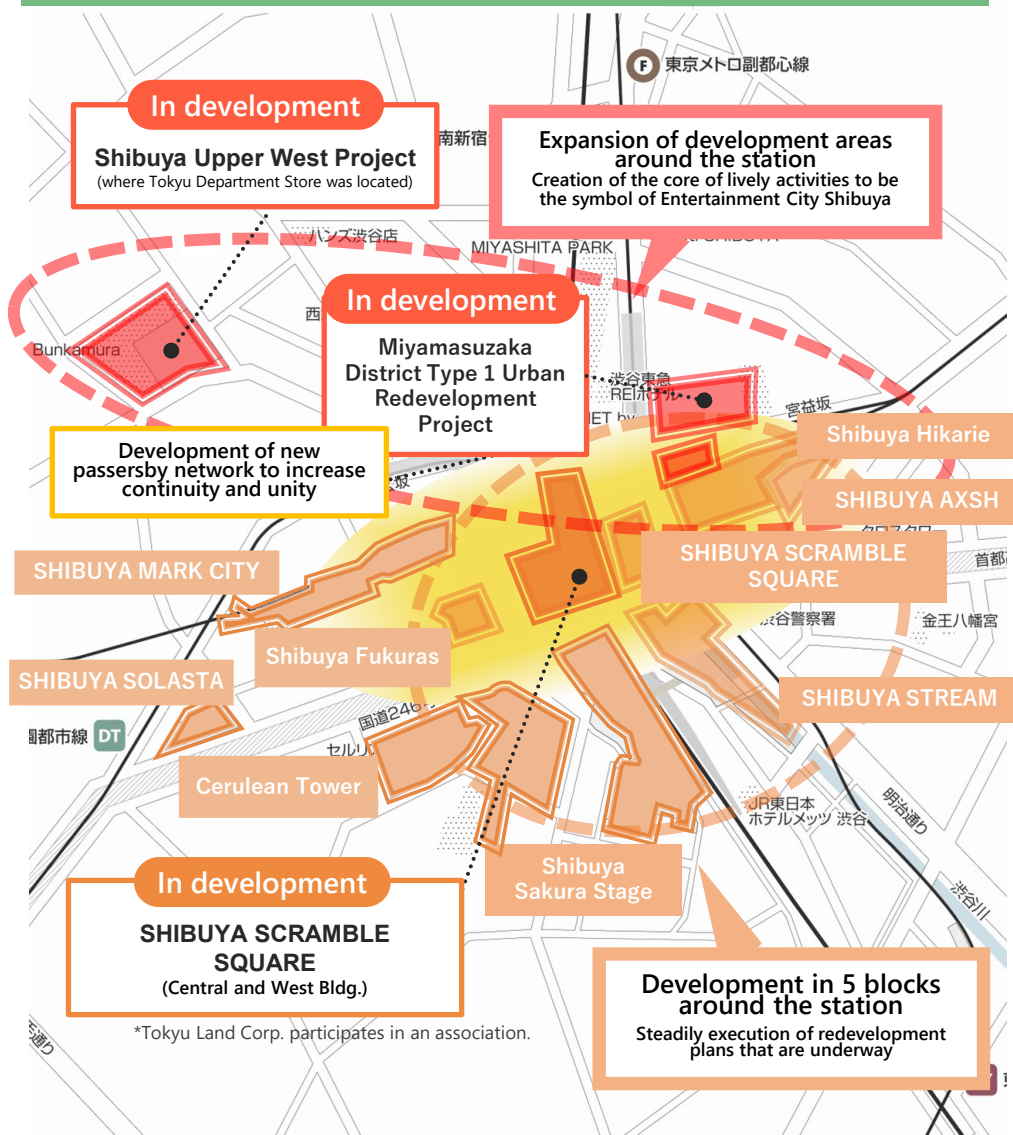 東京メトロ副都心線
F
In development
Shibuya Upper West Project
(where Tokyu Department Store was located)
南新宿
Expansion of development areas
around the station
Creation of the core of lively activities to be
the symbol of Entertainment City Shibuya
ハンズ渋谷店
MIYASHITA PARK
In development
Miyamasuzaka
District Type 1 Urban
Redevelopment
Project
西
Bunkamura
渋谷東急
REIホテル
宮益坂
Development of new
passersby network to increase
continuity and unity
坂
Shibuya Hikarie
SHIBUYA AXSH
SHIBUYA SCRAMBLE
SQUARE
首都
SHIBUYA MARK CITY
渋谷警察署
金王八幡宮
Shibuya Fukuras
SHIBUYA SOLASTA
SHIBUYA STREAM
国道246
園都市線
DT
セルリ
Cerulean Tower
JR東日本
ホテルメッツ 渋谷
明治通り
渋谷川
Shibuya
Sakura Stage
In development
SHIBUYA SCRAMBLE
SQUARE
(Central and West Bldg.)
*Tokyu Land Corp. participates in an association.
Development in 5 blocks
around the station
Steadily execution of redevelopment
plans that are underway